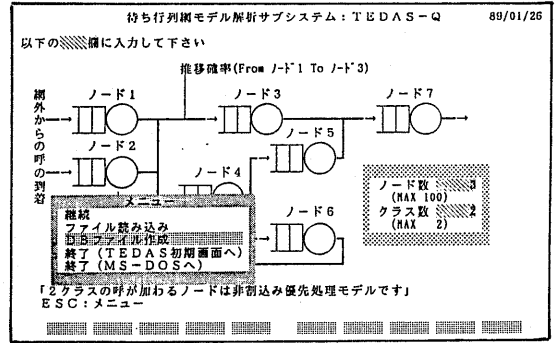 待ち行列網モデル解析サブシステム：TEDAS－Q 89/01/26
以下の 欄に入力して下さい
推移確率(From ﾉｰﾄﾞ1 To ﾉｰﾄﾞ3)
網外からの呼の到着
ノード1
ノード3
ノード7
ノード2
ノード5
ノード4
ノード6
ノード数： 3
(MAX 100)
クラス数： 2
(MAX 2)
メニュー
継続
ファイル読み込み
DBファイル作成
終了(TEDAS初期画面へ)
終了(MS－DOSへ)
「2クラスの呼が加わるノードは非割込み優先処理モデルです」
ESC：メニュー